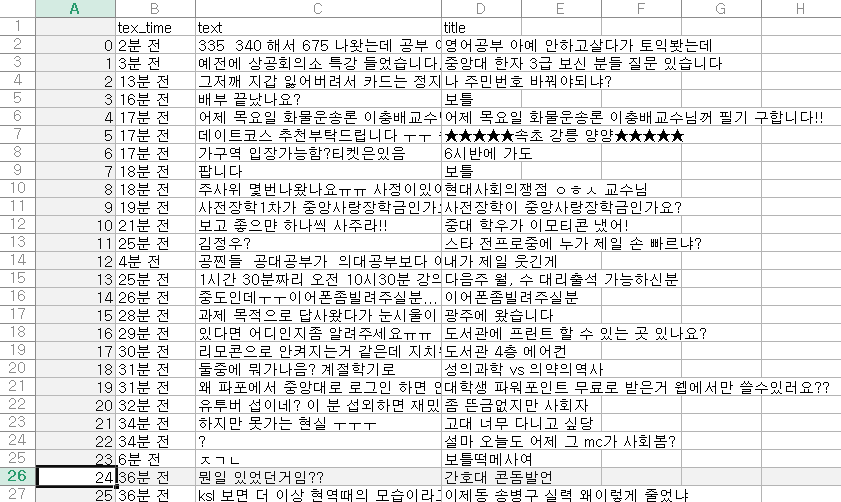 A B C D E F G H
1 tex_time text title
2 0 2분 전 335 340 해서 675 나왔는데 공부 영어공부 아예 안하고살다가 토익봤는데
3 1 3분 전 예전에 상공회의소 특강 들었습니다. 중앙대 한자 3급 보신 분들 질문 있습니다
4 2 13분 전 그저깨 지갑 잃어버려서 카드는 정지 나 주민번호 바꿔야되냐?
5 3 16분 전 배부 끝났나요? 보틀
6 4 17분 전 어제 목요일 화물운송론 이충배교수 어제 목요일 화물운송론 이충배교수님꺼 필기 구합니다!!
7 5 17분 전 데이트코스 추천부탁드립니다 ㅜㅜ ★★★★★속초 강릉 양양★★★★★
8 6 17분 전 가구역 입장가능함?티켓은있음 6시반에 가도
9 7 18분 전 팝니다 보틀
10 8 18분 전 주사위 몇번나왔나요ㅠㅠ 사정이있어 현대사회의쟁점 ㅇㅎㅅ 교수님
11 9 19분 전 사전장학1차가 중앙사랑장학금인가 사전장학이 중앙사랑장학금인가요?
12 10 21분 전 보고 좋으먄 하나씩 사주라!! 중대 학우가 이모티콘 냈어!
13 11 25분 전 김정우? 스타 전프로중에 누가 제일 손 빠르냐?
14 12 4분 전 공찐들 공대공부가 의대공부보다 내가 제일 웃긴게
15 13 25분 전 1시간 30분짜리 오전 10시30분 강의 다음주 월, 수 대리출석 가능하신분
16 14 26분 전 중도인데ㅜㅜ이어폰좀빌려주실분... 이어폰좀빌려주실분
17 15 28분 전 과제 목적으로 답사왔다가 눈시울이 광주에 왔습니다
18 16 29분 전 있다면 어디인지좀 알려주세요ㅠㅠ 도서관에 프린트 할 수 있는 곳 있나요?
19 17 30분 전 리모콘으로 안켜지는거 같은데 지치 도서관 4층 에어컨
20 18 31분 전 둘중에 뭐가나음? 계절학기로 성의과학 vs 의약의역사
21 19 31분 전 왜 파포에서 중앙대로 로그인 하면 대학생 파워포인트 무료로 받은거 웹에서만 쓸수있러요??
22 20 32분 전 유투버 섭이네? 이 분 섭외하면 재밌 좀 뜬금없지만 사회자
23 21 34분 전 하지만 못가는 현실 ㅜㅜㅜ 고대 너무 다니고 싶당
24 22 34분 전 ? 설마 오늘도 어제 그 mc가 사회봄?
25 23 6분 전 ㅈㄱㄴ 보틀떡메사여
26 24 36분 전 뭔일 있었던거임?? 간호대 콘돔발언
27 25 36분 전 ksl 보면 더 이상 현역때의 모습이라 이제동 송병구 실력 왜이렇게 줄었냐